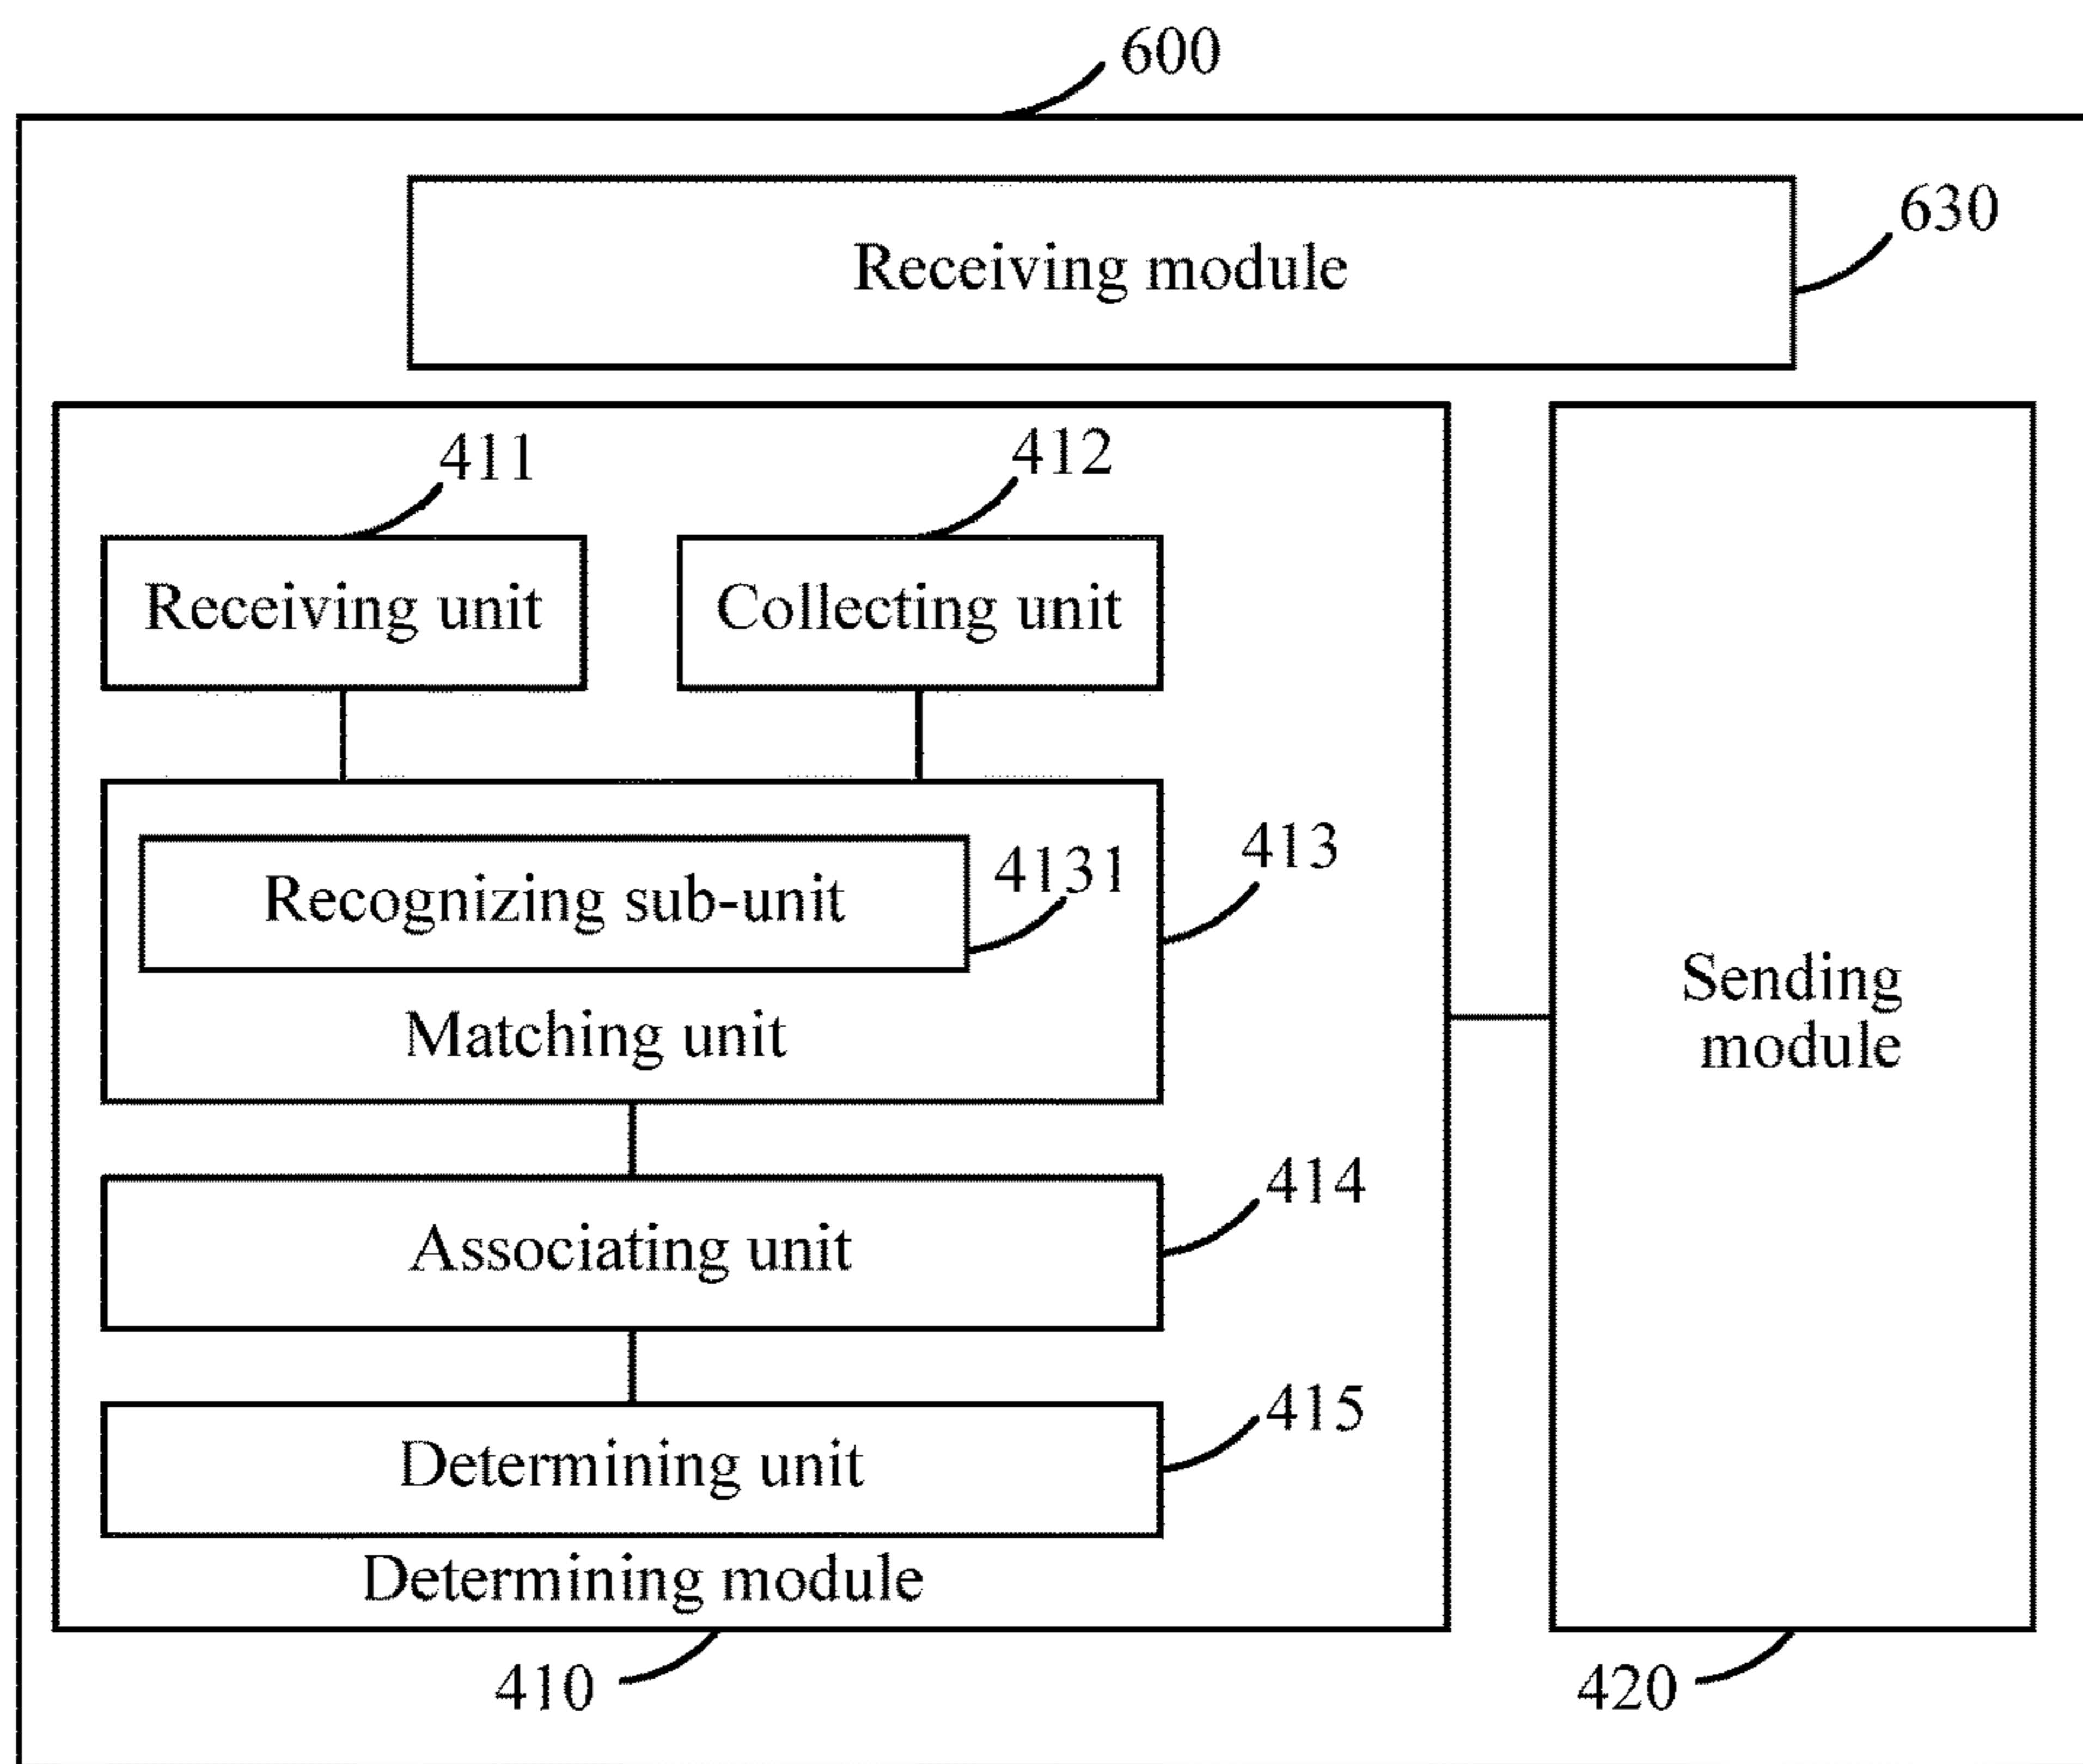 600
Receiving module
630
411
412
Receiving unit
Collecting unit
Recognizing sub-unit
4131
413
Matching unit
Associating unit
414
Determining unit
415
Determining module
410
Sending
module
420